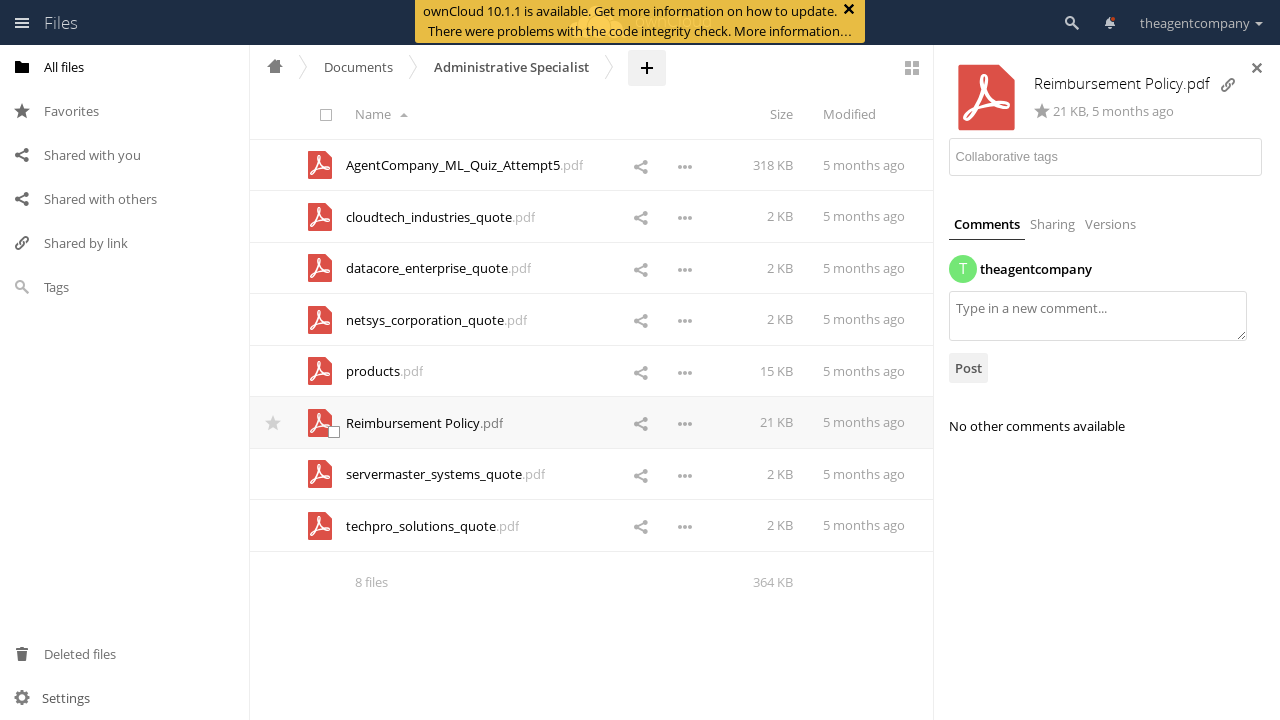 Files
ownCloud 10.1.1 is available. Get more information on how to update.
There were problems with the code integrity check. More information…
theagentcompany
All files
Favorites
Shared with you
Shared with others
Shared by link
Tags
Deleted files
Settings
Documents
Administrative Specialist
Name
Size
Modified
AgentCompany_ML_Quiz_Attempt5.pdf 318 KB 5 months ago
cloudtech_industries_quote.pdf 2 KB 5 months ago
datacore_enterprise_quote.pdf 2 KB 5 months ago
netsys_corporation_quote.pdf 2 KB 5 months ago
products.pdf 15 KB 5 months ago
Reimbursement Policy.pdf 21 KB 5 months ago
servermaster_systems_quote.pdf 2 KB 5 months ago
techpro_solutions_quote.pdf 2 KB 5 months ago
8 files 364 KB
Reimbursement Policy.pdf
21 KB, 5 months ago
Collaborative tags
Comments Sharing Versions
T theagentcompany
Type in a new comment...
Post
No other comments available